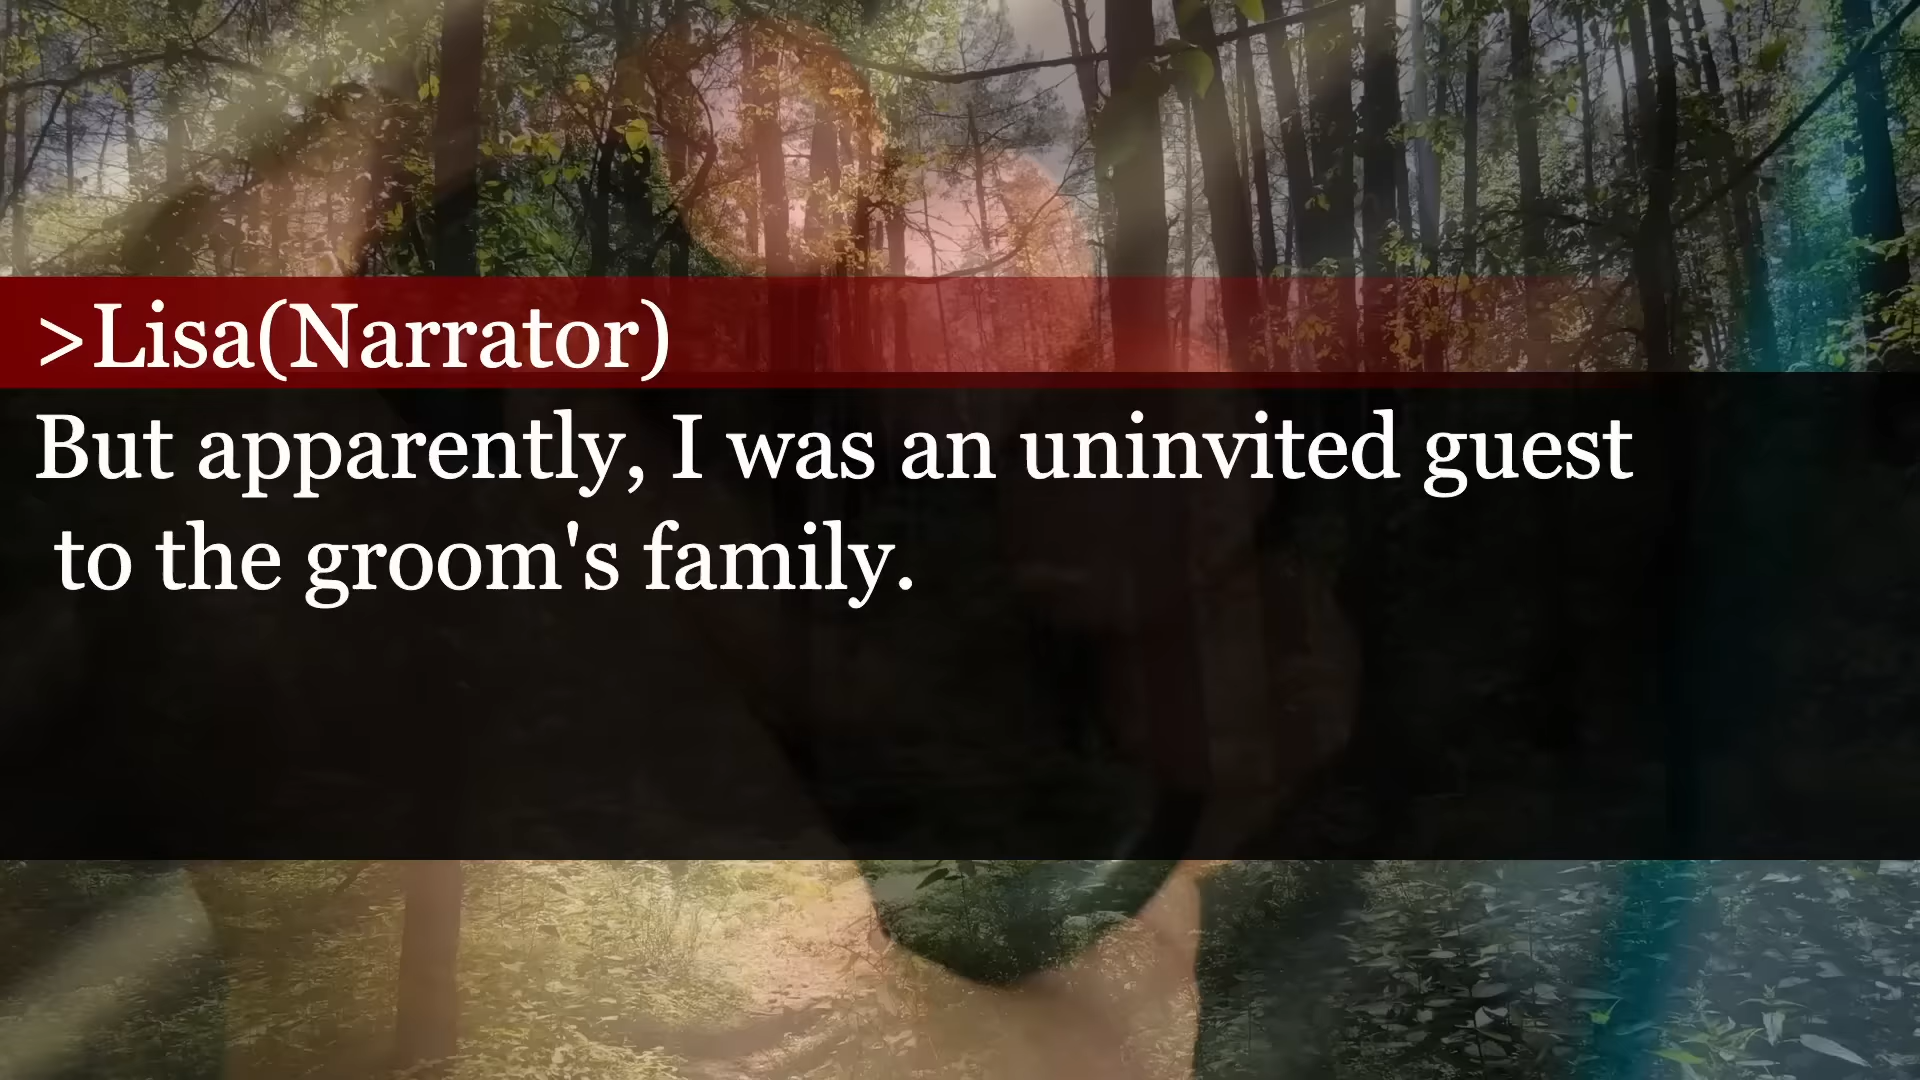 >Lisa(Narrator)
But apparently, I was an uninvited guest
to the groom's family.